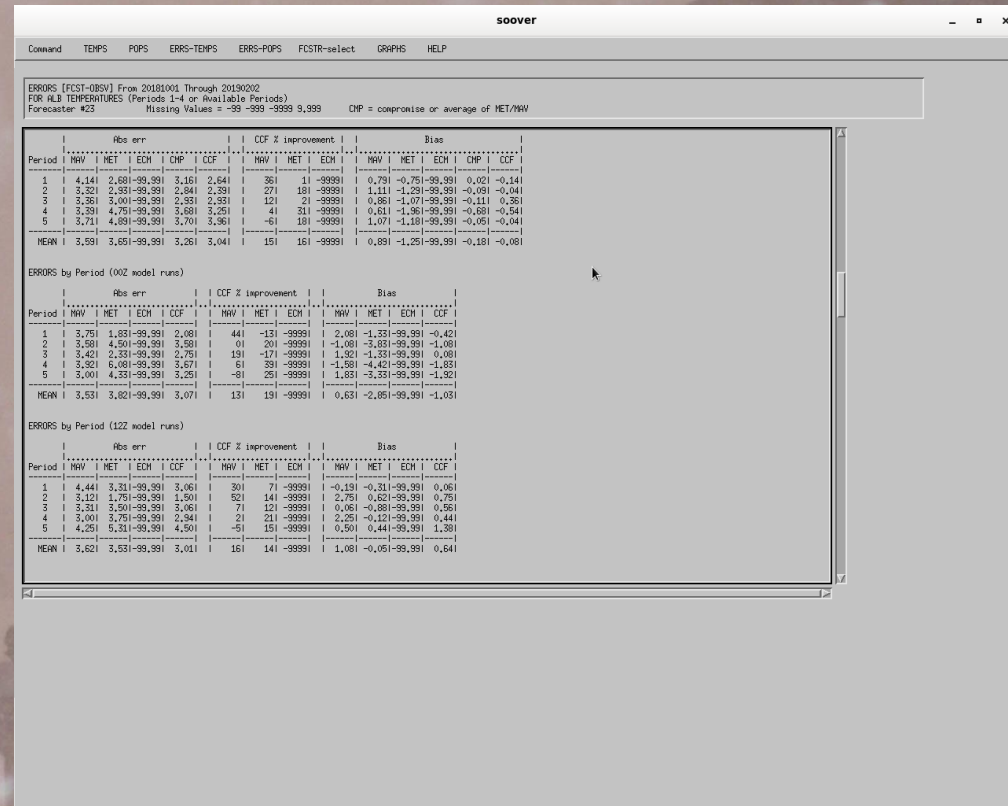 soover
Command TEMPS POPS ERRS-TEMPS ERRS-POPS FCSTR-select GRAPHS HELP
ERRORS [FCST-OBSV] From 20181001 Through 20190202
FOR ALB TEMPERATURES (Periods 1-4 or Available Periods)
Forecaster #23 Missing Values = -99 -999 -9999 9.999 CMP = compromise or average of MET/MAV
| Abs err | | CCF % improvement | | Bias |
Period | MAV | MET | ECM | CMP | CCF | | MAV | MET | ECM | | MAV | MET | ECM | CMP | CCF |
1 | 4.14| 2.68|-99.99| 3.16| 2.64| | 36| 1| -9999| | 0.79| -0.75|-99.99| 0.02| -0.14|
2 | 3.32| 2.93|-99.99| 2.84| 2.39| | 27| 18| -9999| | 1.11| -1.29|-99.99| -0.09| -0.04|
3 | 3.36| 3.00|-99.99| 2.93| 2.93| | 12| 2| -9999| | 0.86| -1.07|-99.99| -0.11| 0.36|
4 | 3.39| 4.75|-99.99| 3.68| 3.25| | 4| 31| -9999| | 0.61| -1.96|-99.99| -0.68| -0.54|
5 | 3.71| 4.89|-99.99| 3.70| 3.96| | -6| 18| -9999| | 1.07| -1.18|-99.99| -0.05| -0.04|
MEAN | 3.59| 3.65|-99.99| 3.26| 3.04| | 15| 16| -9999| | 0.89| -1.25|-99.99| -0.18| -0.08|
ERRORS by Period (00Z model runs)
| Abs err | | CCF % improvement | | Bias |
Period | MAV | MET | ECM | CCF | | MAV | MET | ECM | | MAV | MET | ECM | CCF |
1 | 3.75| 1.83|-99.99| 2.08| | 44| -13| -9999| | 2.08| -1.33|-99.99| -0.42|
2 | 3.58| 4.50|-99.99| 3.58| | 0| 20| -9999| | -1.08| -3.83|-99.99| -1.08|
3 | 3.42| 2.33|-99.99| 2.75| | 19| -17| -9999| | 1.92| -1.33|-99.99| 0.08|
4 | 3.92| 6.08|-99.99| 3.67| | 6| 39| -9999| | -1.58| -4.42|-99.99| -1.83|
5 | 3.00| 4.33|-99.99| 3.25| | -8| 25| -9999| | 1.83| -3.33|-99.99| -1.92|
MEAN | 3.53| 3.82|-99.99| 3.07| | 13| 19| -9999| | 0.63| -2.85|-99.99| -1.03|
ERRORS by Period (12Z model runs)
| Abs err | | CCF % improvement | | Bias |
Period | MAV | MET | ECM | CCF | | MAV | MET | ECM | | MAV | MET | ECM | CCF |
1 | 4.44| 3.31|-99.99| 3.06| | 30| 7| -9999| | -0.19| -0.31|-99.99| 0.06|
2 | 3.12| 1.75|-99.99| 1.50| | 52| 14| -9999| | 2.75| 0.62|-99.99| 0.75|
3 | 3.31| 3.50|-99.99| 3.06| | 7| 12| -9999| | 0.06| -0.88|-99.99| 0.56|
4 | 3.00| 3.75|-99.99| 2.94| | 2| 21| -9999| | 2.25| -0.12|-99.99| 0.44|
5 | 4.25| 5.31|-99.99| 4.50| | -5| 15| -9999| | 0.50| 0.44|-99.99| 1.38|
MEAN | 3.62| 3.53|-99.99| 3.01| | 16| 14| -9999| | 1.08| -0.05|-99.99| 0.64|